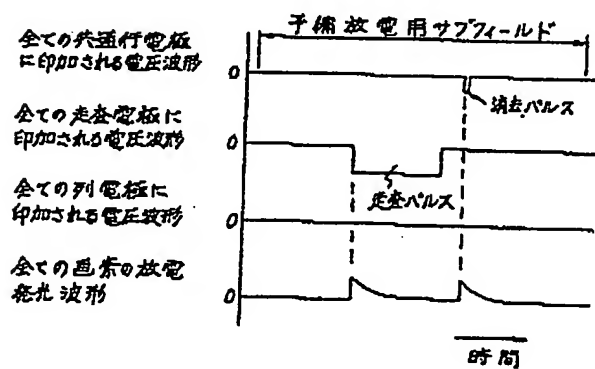 予備放電用サブフィールド
全ての共通行電極
に印加される電圧波形
0
消去パルス
全ての走査電極に
印加される電圧波形
0
走査パルス
全ての列電極に
印加される電圧波形
0
全ての画素の放電
発光波形
0
時間